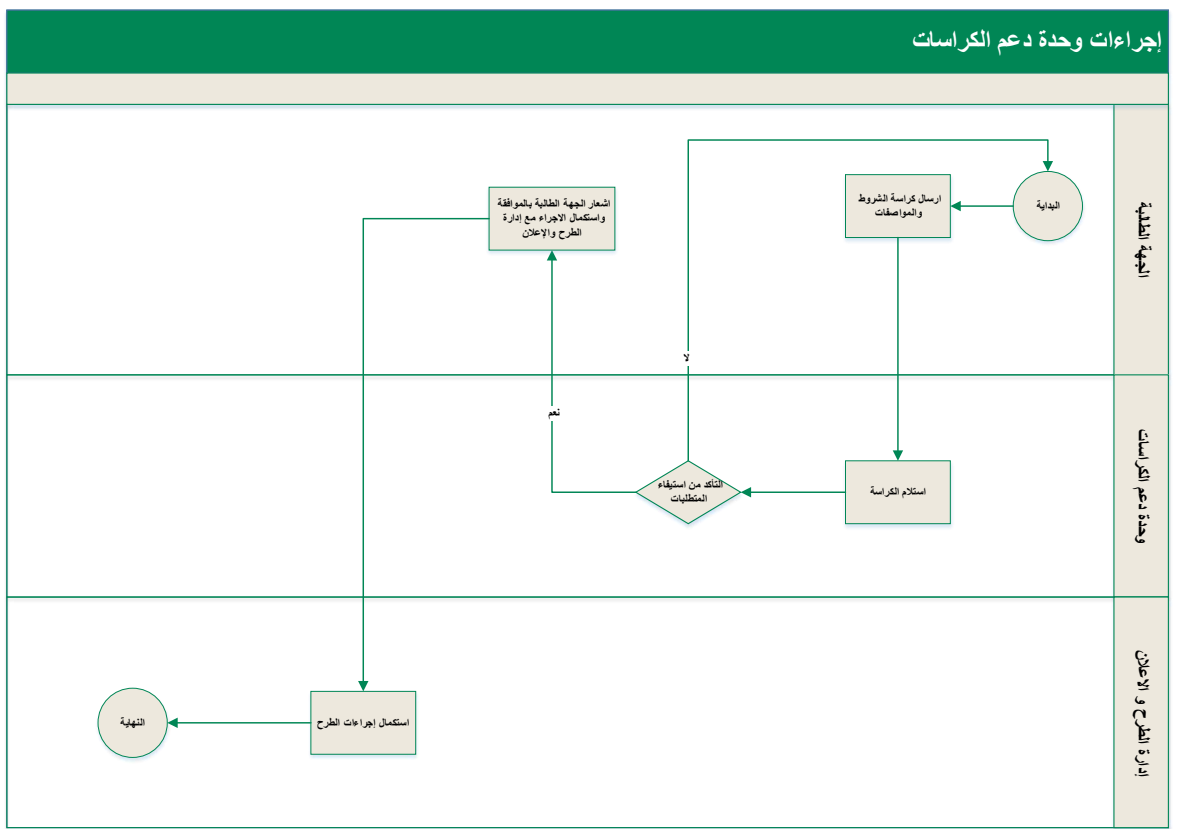 إجراءات وحدة دعم الكراسات
الجهة الطالبة
البداية
ارسال كراسة الشروط
والمواصفات
اشعار الجهة الطالبة بالموافقة
واستكمال الاجراء مع إدارة
الطرح والإعلان
لا
وحدة دعم الكراسات
نعم
استلام الكراسة
التأكد من استيفاء
المتطلبات
إدارة الطرح و الاعلان
استكمال إجراءات الطرح
النهاية